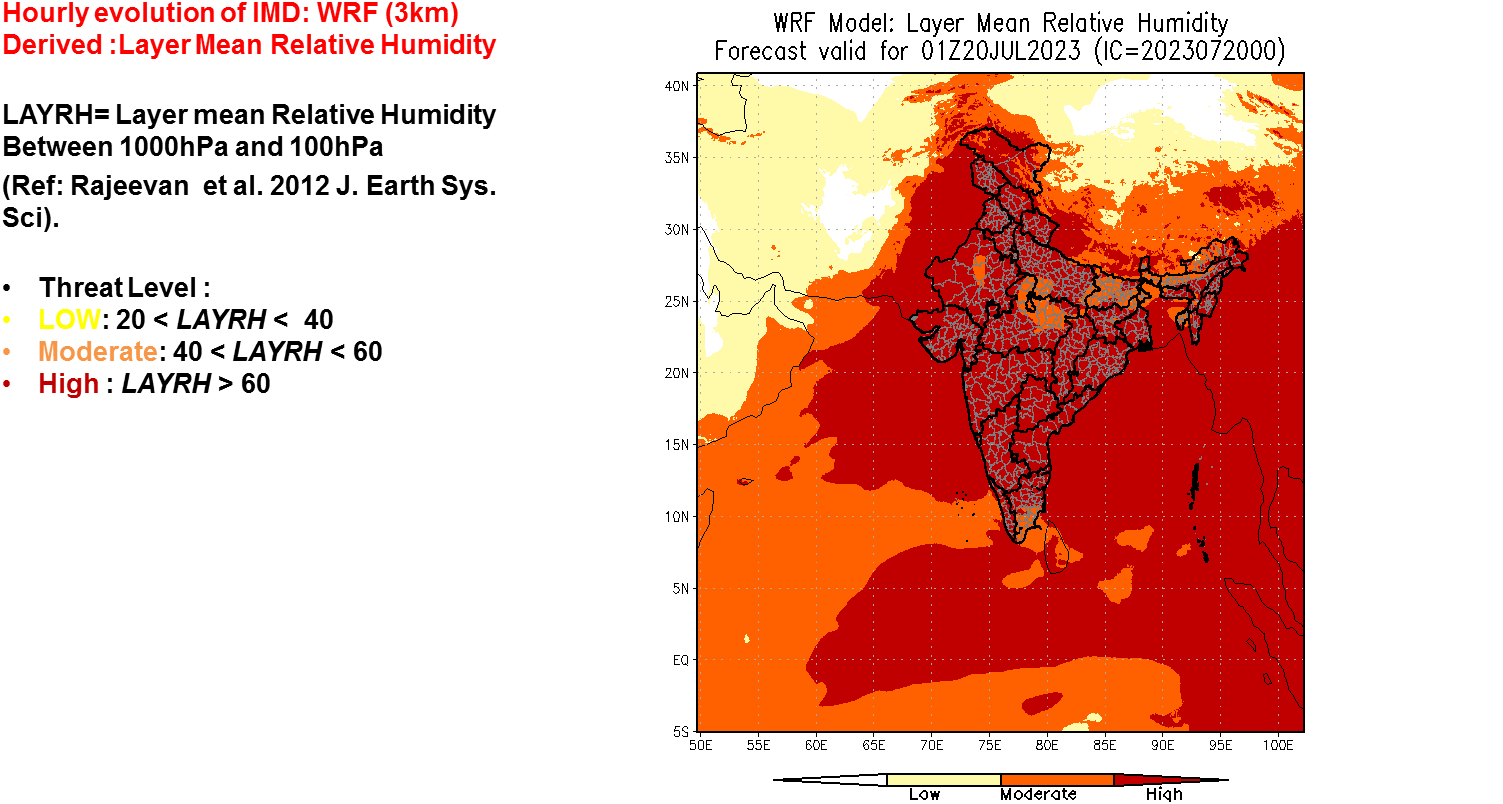 Hourly evolution of IMD: WRF (3km)
Derived :Layer Mean Relative Humidity
LAYRH= Layer mean Relative Humidity
Between 1000hPa and 100hPa
(Ref: Rajeevan et al. 2012 J. Earth Sys.
Sci).
• Threat Level :
• LOW: 20 < LAYRH < 40
• Moderate: 40 < LAYRH < 60
• High : LAYRH > 60
WRF Model: Layer Mean Relative Humidity
Forecast valid for 01Z20JUL2023 (IC=2023072000)
40N
35N
30N
25N
20N
15N
10N
5N
EQ
5S
50E 55E 60E 65E 70E 75E 80E 85E 90E 95E 100E
Low Moderate High